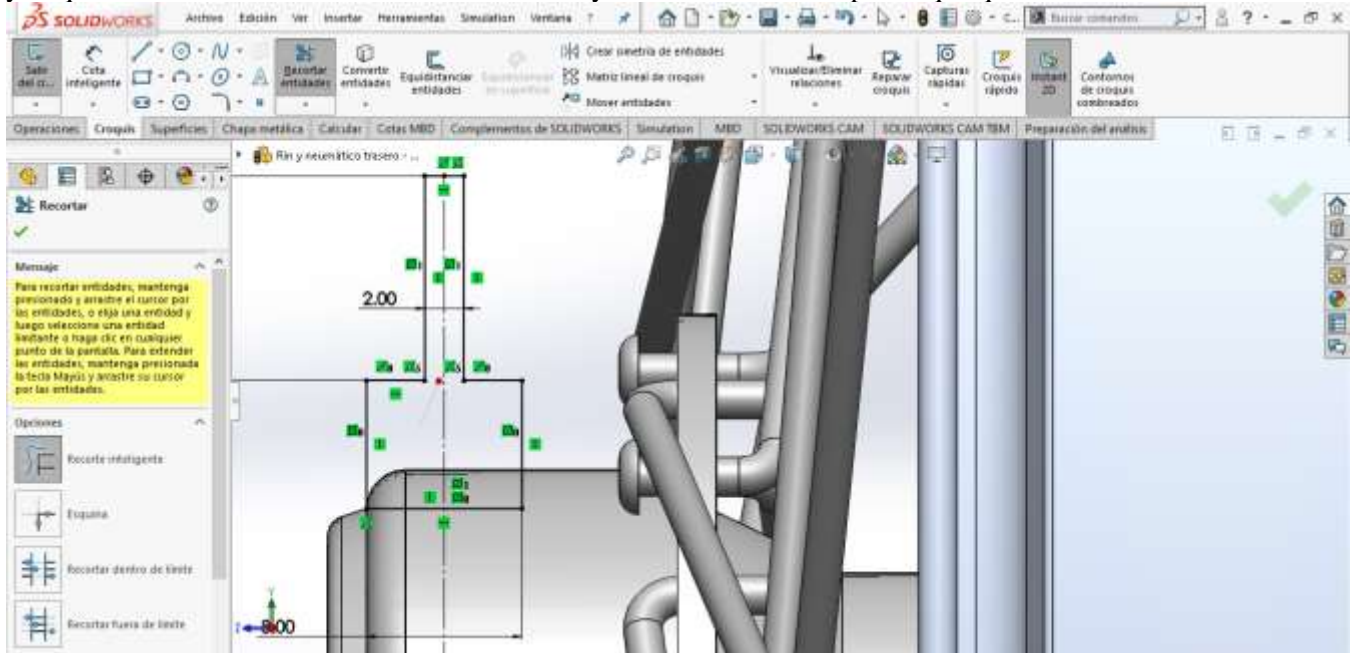 SOLIDWORKS
Archivo Edición Ver Insertar Herramientas Simulation Ventana ?
Buscar comandos
Salir del cr...
Cota inteligente
Recortar entidades
Convertir entidades
Equidistanciar entidades
Crear simetría de entidades
Matriz lineal de croquis
Mover entidades
Visualizar/Eliminar relaciones
Reparar croquis
Capturas rápidas
Croquis rápido
Instant 2D
Contornos de croquis sombreados
Operaciones Croquis Superficies Chapa metálica Calcular Cotas MBD Complementos de SOLIDWORKS Simulation MBD SOLIDWORKS CAM SOLIDWORKS CAM TBM Preparación del análisis
Rin y neumático trasero - ...
Recortar
Mensaje
Para recortar entidades, mantenga
presionado y arrastre el cursor por
las entidades, o elija una entidad y
luego seleccione una entidad
limitante o haga clic en cualquier
punto de la pantalla. Para extender
las entidades, mantenga presionada
la tecla Mayús y arrastre su cursor
por las entidades.
Opciones
Recorte inteligente
Esquina
Recortar dentro de límite
Recortar fuera de límite
2.00
8.00